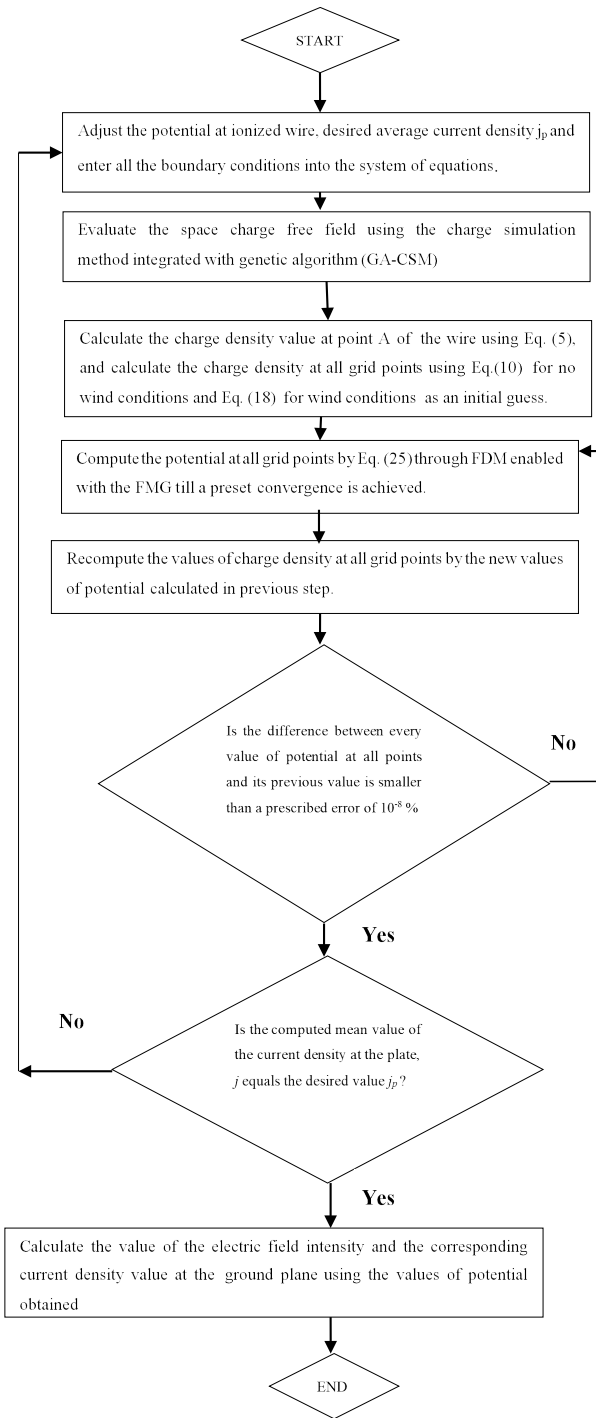 START
Adjust the potential at ionized wire, desired average current density jp and
enter all the boundary conditions into the system of equations.
Evaluate the space charge free field using the charge simulation
method integrated with genetic algorithm (GA-CSM)
Calculate the charge density value at point A of the wire using Eq. (5),
and calculate the charge density at all grid points using Eq.(10) for no
wind conditions and Eq. (18) for wind conditions as an initial guess.
Compute the potential at all grid points by Eq. (25) through FDM enabled
with the FMG till a preset convergence is achieved.
Recompute the values of charge density at all grid points by the new values
of potential calculated in previous step.
Is the difference between every
value of potential at all points
and its previous value is smaller
than a prescribed error of 10-8 %
No
Yes
Is the computed mean value of
the current density at the plate,
j equals the desired value jp?
No
Yes
Calculate the value of the electric field intensity and the corresponding
current density value at the ground plane using the values of potential
obtained
END